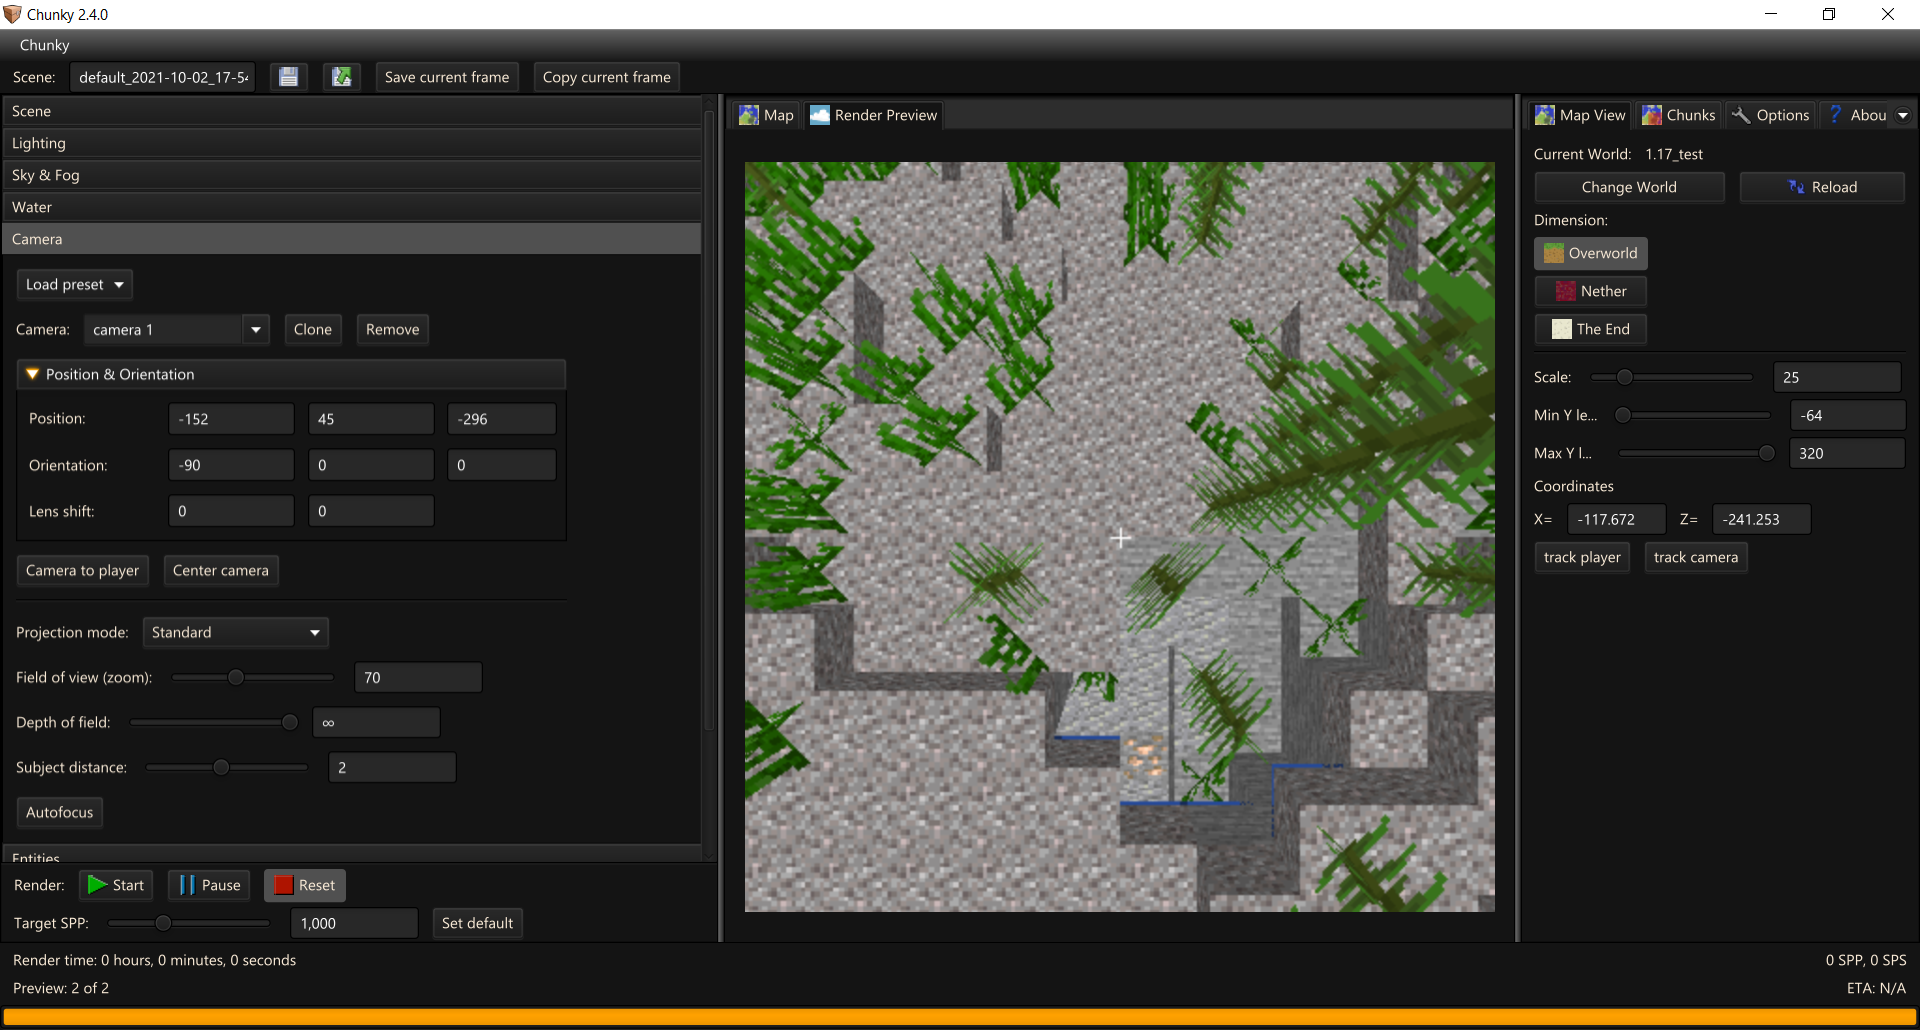 Chunky 2.4.0
Chunky
Scene: default_2021-10-02_17-54 Save current frame Copy current frame
Scene
Lighting
Sky & Fog
Water
Camera
Load preset
Camera: camera 1 Clone Remove
Position & Orientation
Position: -152 45 -296
Orientation: -90 0 0
Lens shift: 0 0
Camera to player Center camera
Projection mode: Standard
Field of view (zoom): 70
Depth of field: ∞
Subject distance: 2
Autofocus
Entities
Render: Start Pause Reset
Target SPP: 1,000 Set default
Map Render Preview
Map View Chunks Options ? Abou
Current World: 1.17_test
Change World Reload
Dimension:
Overworld
Nether
The End
Scale: 25
Min Y le... -64
Max Y l... 320
Coordinates
X= -117.672 Z= -241.253
track player track camera
Render time: 0 hours, 0 minutes, 0 seconds 0 SPP, 0 SPS
Preview: 2 of 2 ETA: N/A